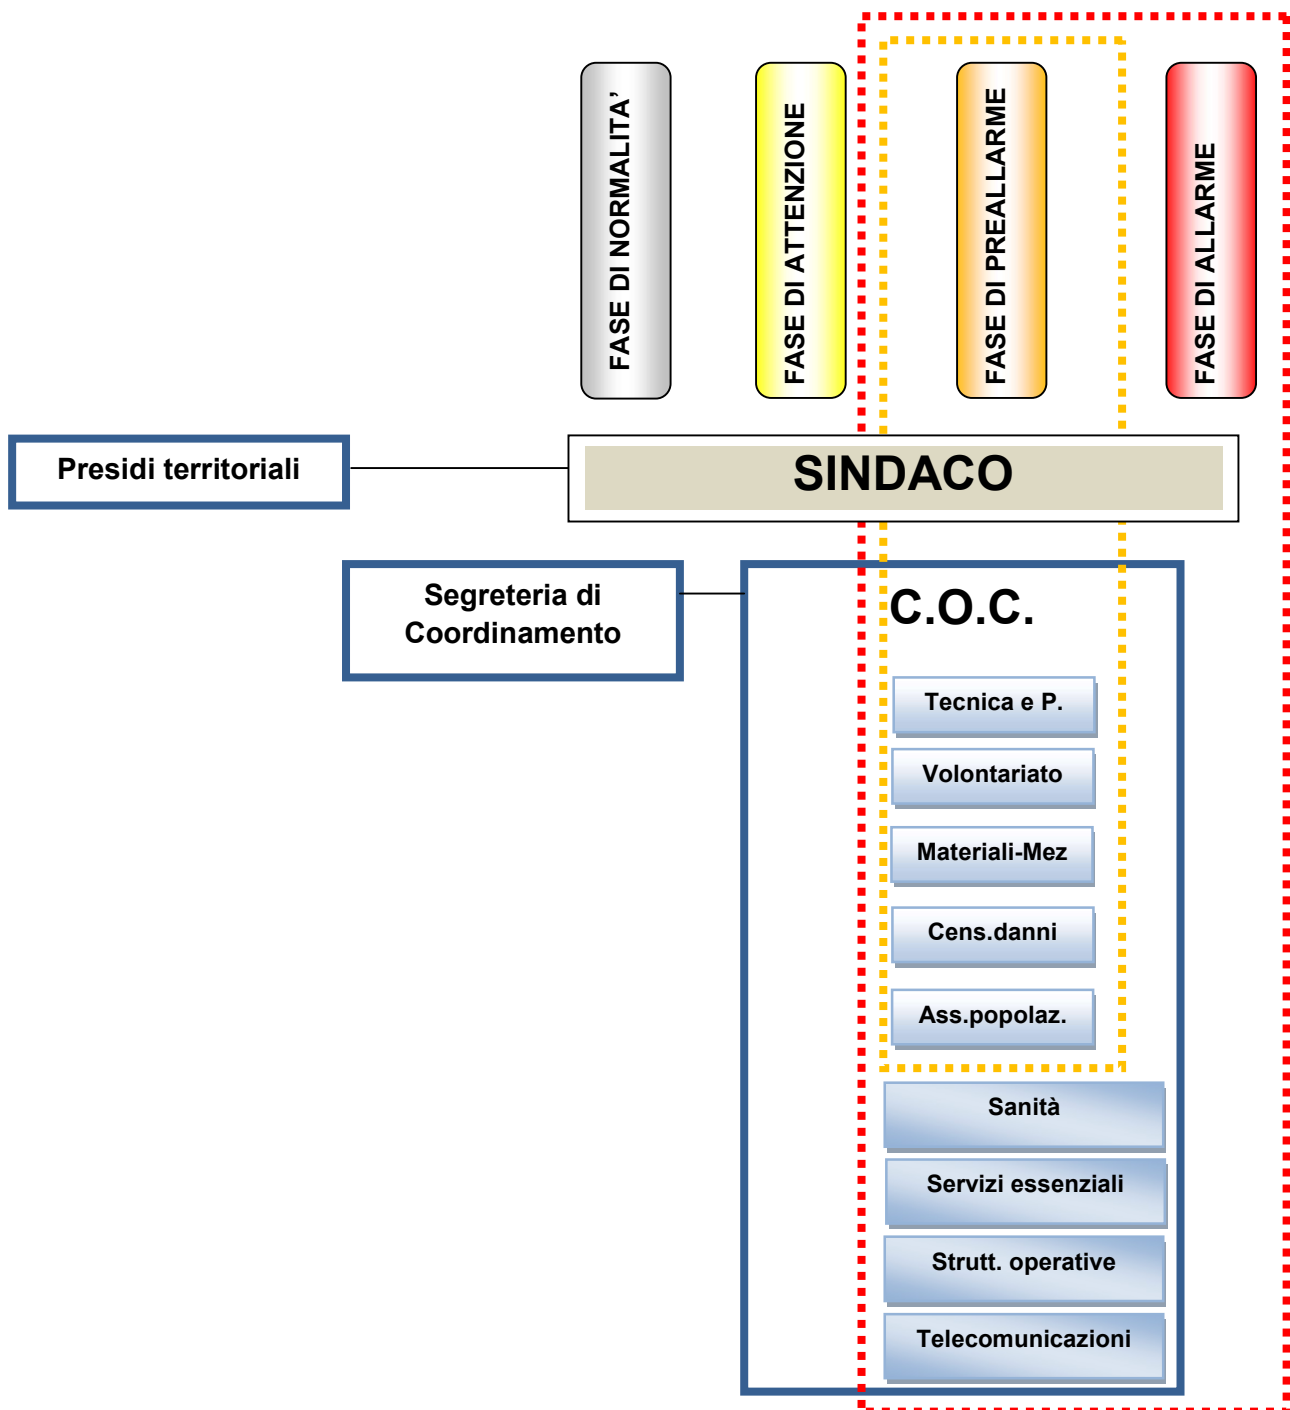 FASE DI NORMALITA’
FASE DI ATTENZIONE
FASE DI PREALLARME
FASE DI ALLARME
Presidi territoriali
SINDACO
Segreteria di
Coordinamento
C.O.C.
Tecnica e P.
Volontariato
Materiali-Mez
Cens.danni
Ass.popolaz.
Sanità
Servizi essenziali
Strutt. operative
Telecomunicazioni